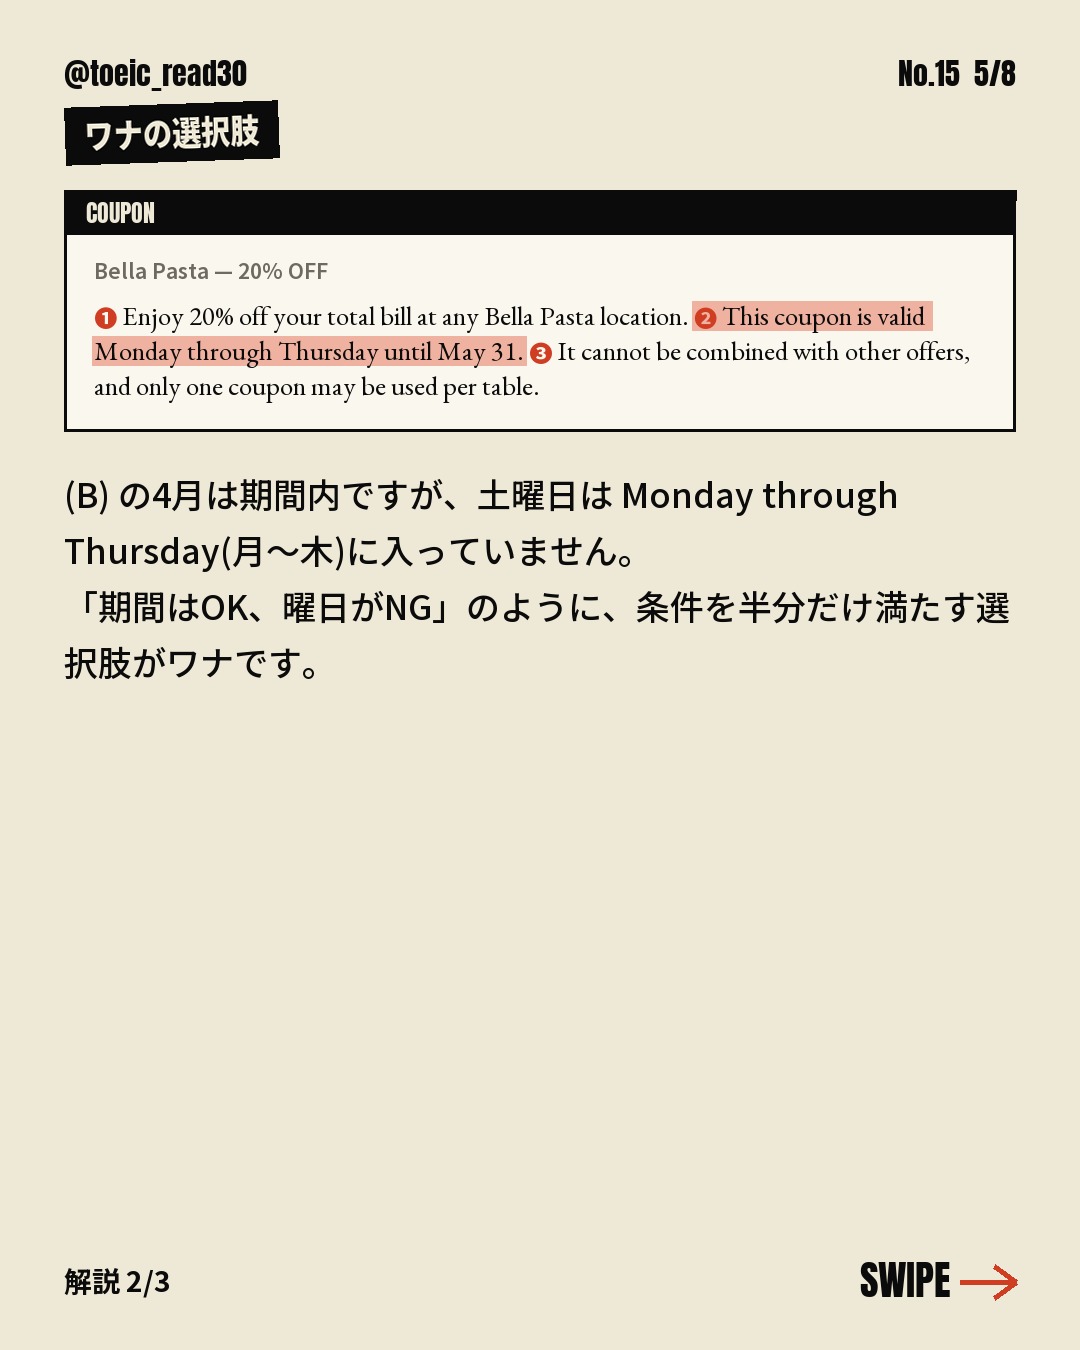 @toeic_read30
No.15 5/8
ワナの選択肢
COUPON
Bella Pasta — 20% OFF
❶ Enjoy 20% off your total bill at any Bella Pasta location. ❷ This coupon is valid
Monday through Thursday until May 31. ❸ It cannot be combined with other offers,
and only one coupon may be used per table.
(B) の4月は期間内ですが、土曜日は Monday through
Thursday(月〜木)に入っていません。
「期間はOK、曜日がNG」のように、条件を半分だけ満たす選
択肢がワナです。
解説 2/3
SWIPE →